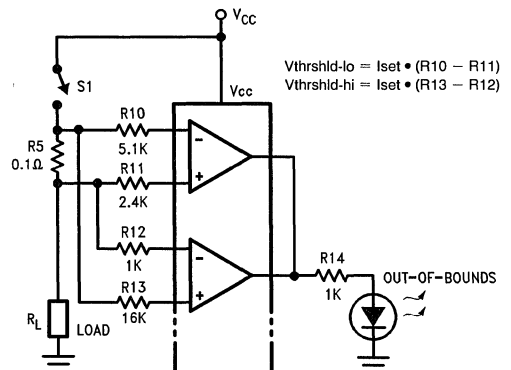 VCC
Vthrshld-lo = Iset • (R10 – R11)
Vthrshld-hi = Iset • (R13 – R12)
S1
Vcc
R10
5.1K
R5
0.1Ω
R11
2.4K
R12
1K
R13
16K
R14
1K
OUT-OF-BOUNDS
RL
LOAD
-
+
-
+